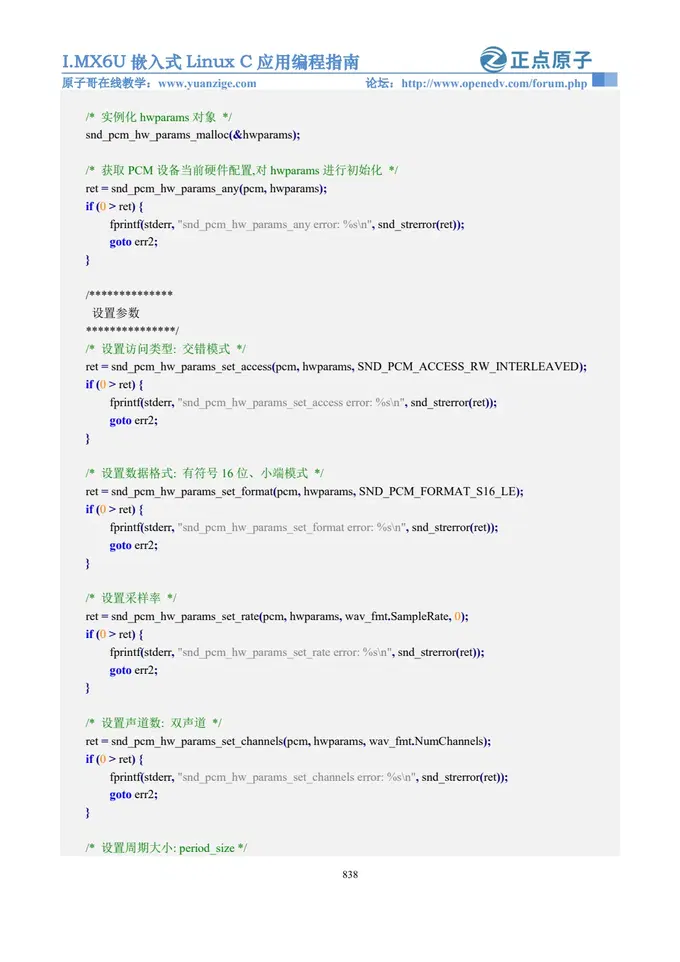 I.MX6U 嵌入式 Linux C 应用编程指南
正点原子
原子哥在线教学：www.yuanzige.com 论坛：http://www.openedv.com/forum.php
/* 实例化 hwparams 对象 */
snd_pcm_hw_params_malloc(&hwparams);
/* 获取 PCM 设备当前硬件配置,对 hwparams 进行初始化 */
ret = snd_pcm_hw_params_any(pcm, hwparams);
if (0 > ret) {
fprintf(stderr, "snd_pcm_hw_params_any error: %s\n", snd_strerror(ret));
goto err2;
}
/**************
设置参数
***************/
/* 设置访问类型: 交错模式 */
ret = snd_pcm_hw_params_set_access(pcm, hwparams, SND_PCM_ACCESS_RW_INTERLEAVED);
if (0 > ret) {
fprintf(stderr, "snd_pcm_hw_params_set_access error: %s\n", snd_strerror(ret));
goto err2;
}
/* 设置数据格式: 有符号 16 位、小端模式 */
ret = snd_pcm_hw_params_set_format(pcm, hwparams, SND_PCM_FORMAT_S16_LE);
if (0 > ret) {
fprintf(stderr, "snd_pcm_hw_params_set_format error: %s\n", snd_strerror(ret));
goto err2;
}
/* 设置采样率 */
ret = snd_pcm_hw_params_set_rate(pcm, hwparams, wav_fmt.SampleRate, 0);
if (0 > ret) {
fprintf(stderr, "snd_pcm_hw_params_set_rate error: %s\n", snd_strerror(ret));
goto err2;
}
/* 设置声道数: 双声道 */
ret = snd_pcm_hw_params_set_channels(pcm, hwparams, wav_fmt.NumChannels);
if (0 > ret) {
fprintf(stderr, "snd_pcm_hw_params_set_channels error: %s\n", snd_strerror(ret));
goto err2;
}
/* 设置周期大小: period_size */
838